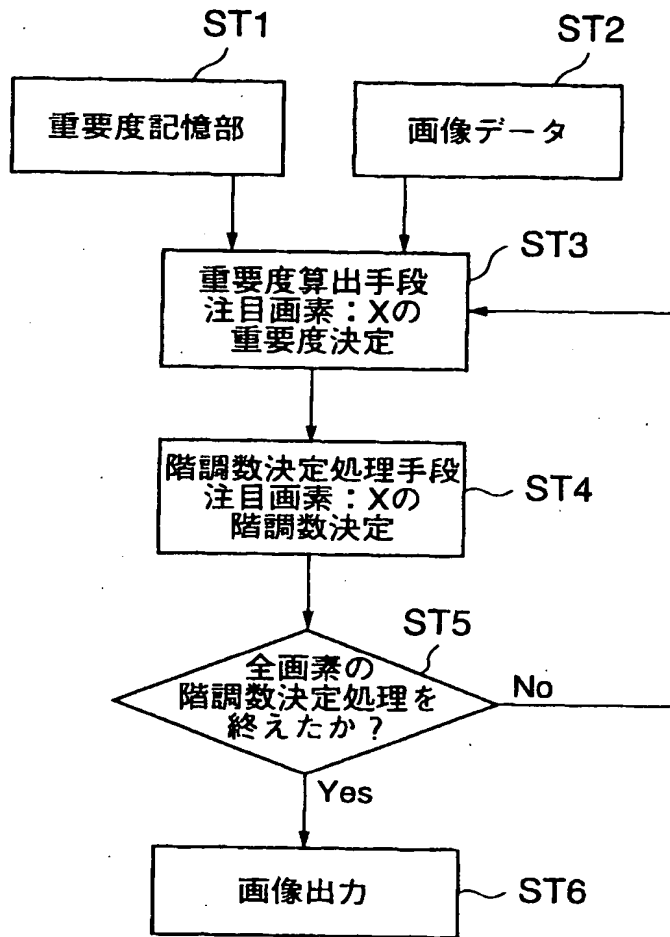 ST1
ST2
重要度記憶部
画像データ
ST3
重要度算出手段
注目画素：Xの
重要度決定
階調数決定処理手段
注目画素：Xの
階調数決定
ST4
ST5
全画素の
階調数決定処理を
終えたか？
No
Yes
画像出力
ST6